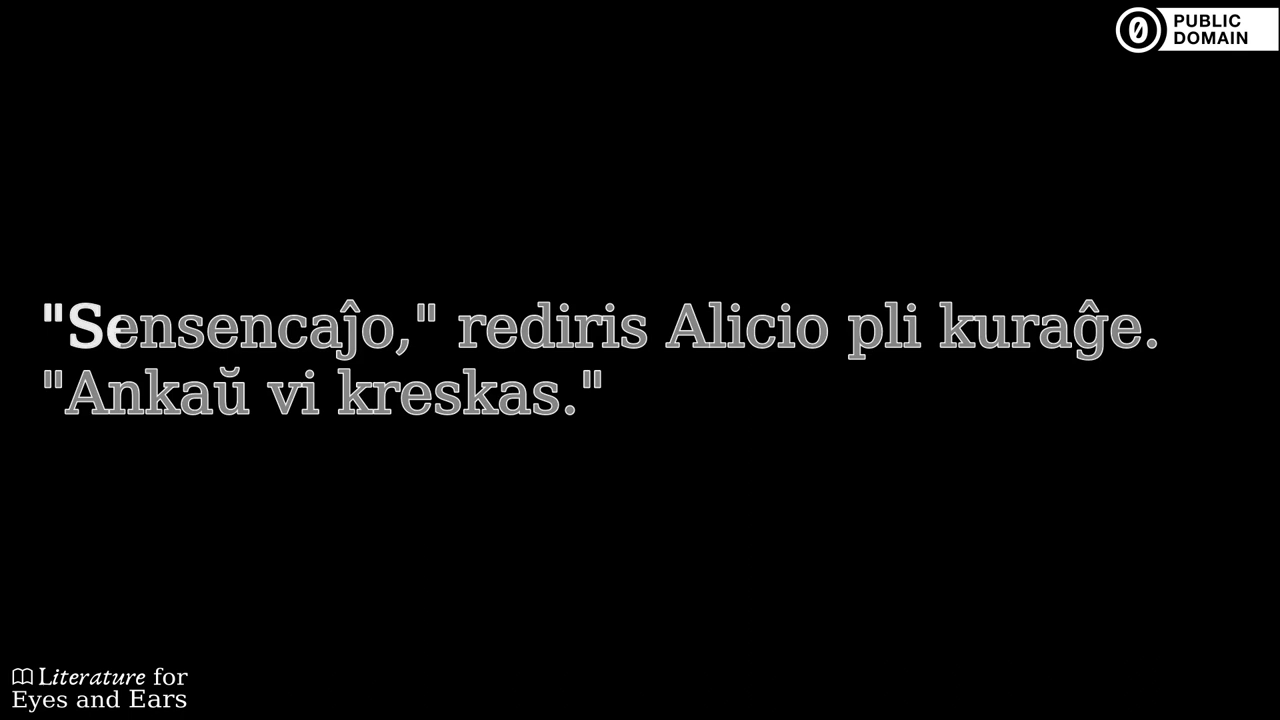 PUBLIC
DOMAIN
"Sensencaĵo," rediris Alicio pli kuraĝe.
"Ankaŭ vi kreskas."
Literature for
Eyes and Ears